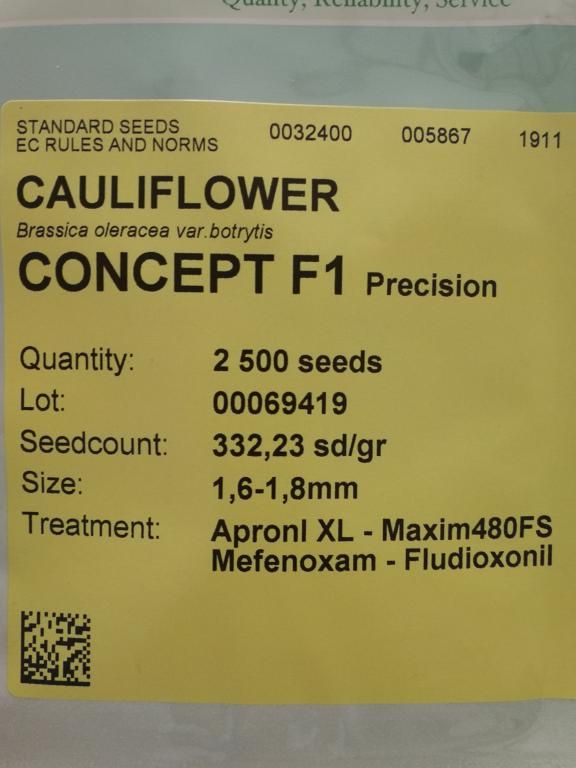 Quality, Reliability, Service
STANDARD SEEDS
EC RULES AND NORMS
0032400 005867 1911
CAULIFLOWER
Brassica oleracea var.botrytis
CONCEPT F1 Precision
Quantity: 2 500 seeds
Lot: 00069419
Seedcount: 332,23 sd/gr
Size: 1,6-1,8mm
Treatment: Apronl XL - Maxim480FS
Mefenoxam - Fludioxonil